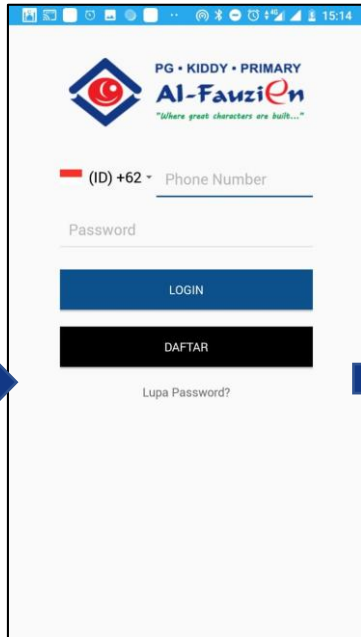 15:14
PG • KIDDY • PRIMARY
Al-Fauzien
"Where great characters are built..."
(ID) +62
Phone Number
Password
LOGIN
DAFTAR
Lupa Password?